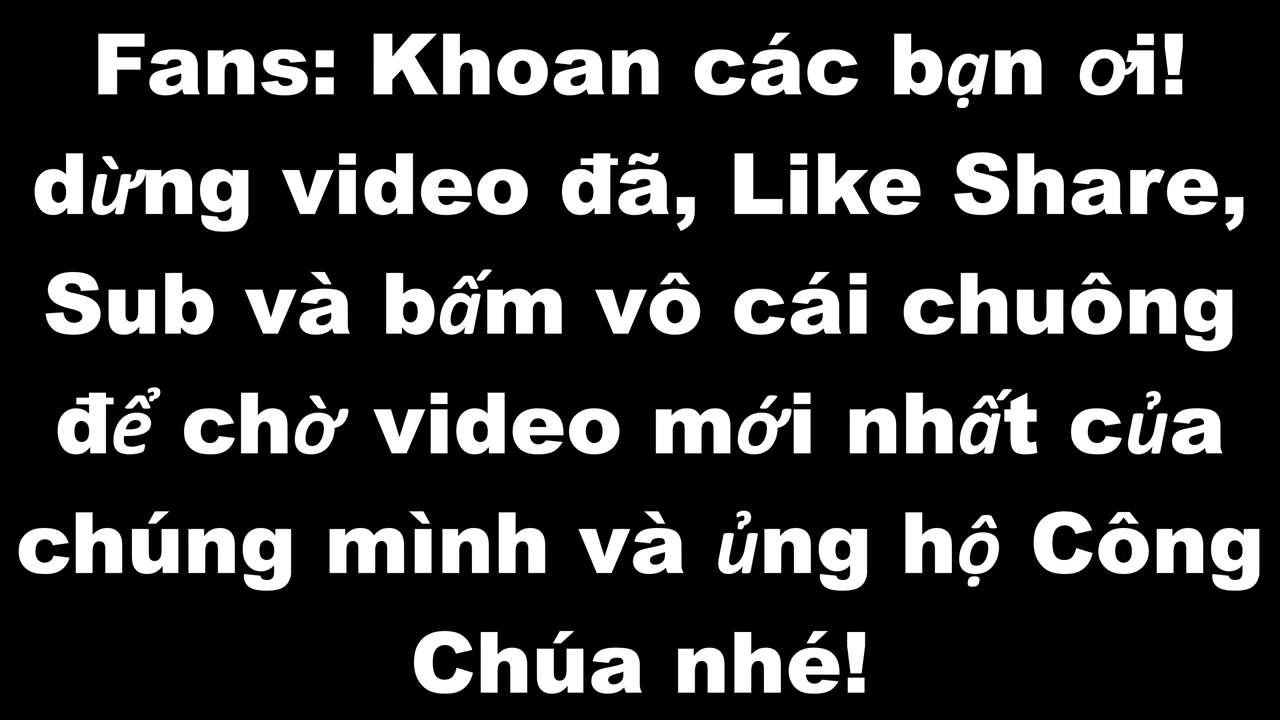 Fans: Khoan các bạn ơi!
dừng video đã, Like Share,
Sub và bấm vô cái chuông
để chờ video mới nhất của
chúng mình và ủng hộ Công
Chúa nhé!